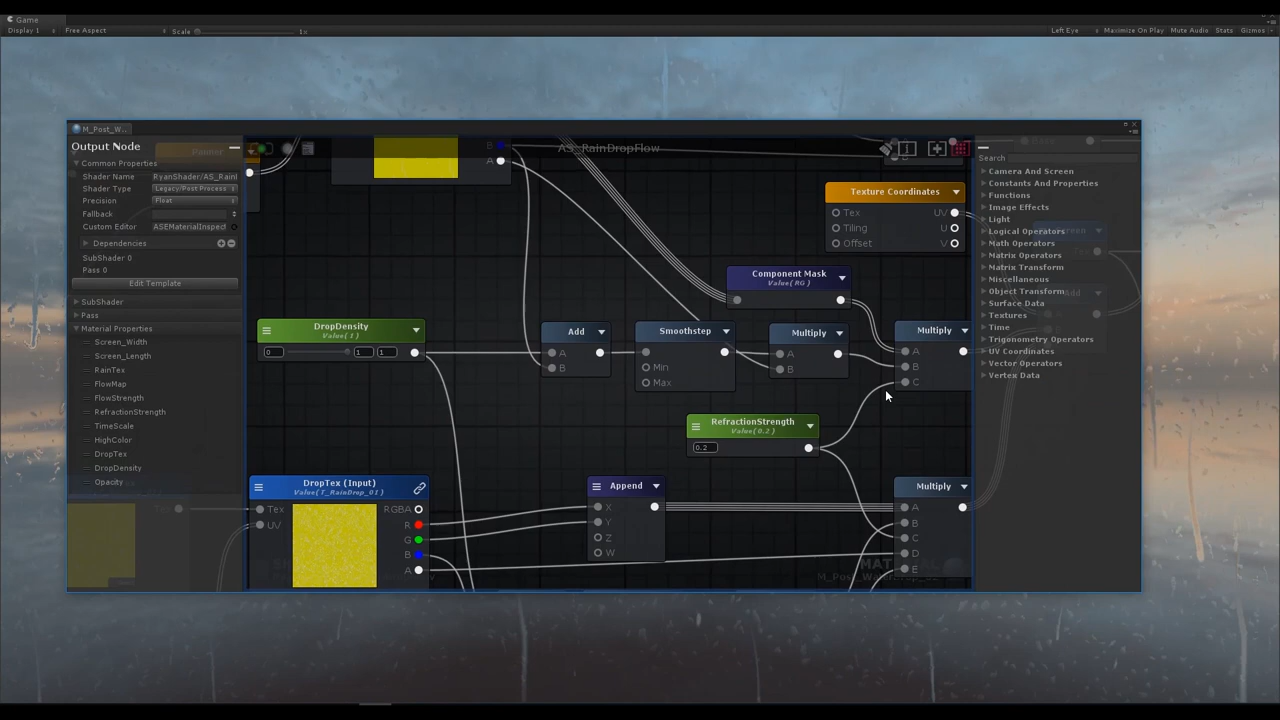 Game
Display 1
Free Aspect
Scale
1x
Left Eye
Maximize On Play
Mute Audio
Stats
Gizmos
M_Post_W...
Output Node
Common Properties
Shader Name
RyanShader/AS_RainI
Shader Type
Legacy/Post Process
Precision
Float
Fallback
Custom Editor
ASEMaterialInspect
Dependencies
SubShader 0
Pass 0
Edit Template
SubShader
Pass
Material Properties
Screen_Width
Screen_Length
RainTex
FlowMap
FlowStrength
RefractionStrength
TimeScale
HighColor
DropTex
DropDensity
Opacity
AS_RainDropFlow
B
A
Texture Coordinates
Tex
UV
Tiling
U
Offset
V
Component Mask
Value( RG )
DropDensity
Value( 1 )
0
1
1
Add
A
B
Smoothstep
Min
Max
Multiply
A
B
Multiply
A
B
C
RefractionStrength
Value( 0.2 )
0.2
DropTex (Input)
Value( T_RainDrop_01 )
Tex
RGBA
UV
R
G
B
A
Append
X
Y
Z
W
Multiply
A
B
C
D
E
Search
Camera And Screen
Constants And Properties
Functions
Image Effects
Light
Logical Operators
Math Operators
Matrix Operators
Matrix Transform
Miscellaneous
Object Transform
Surface Data
Textures
Time
Trigonometry Operators
UV Coordinates
Vector Operators
Vertex Data